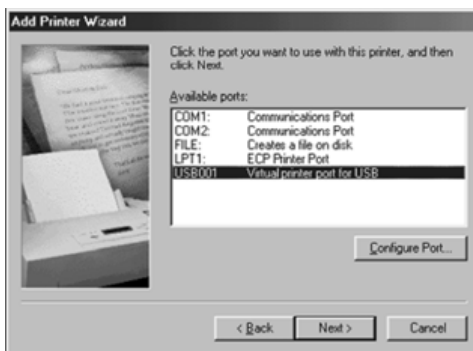 Add Printer Wizard
Click the port you want to use with this printer, and then
click Next.
Available ports:
COM1: Communications Port
COM2: Communications Port
FILE: Creates a file on disk
LPT1: ECP Printer Port
USB001 Virtual printer port for USB
Configure Port...
< Back
Next >
Cancel